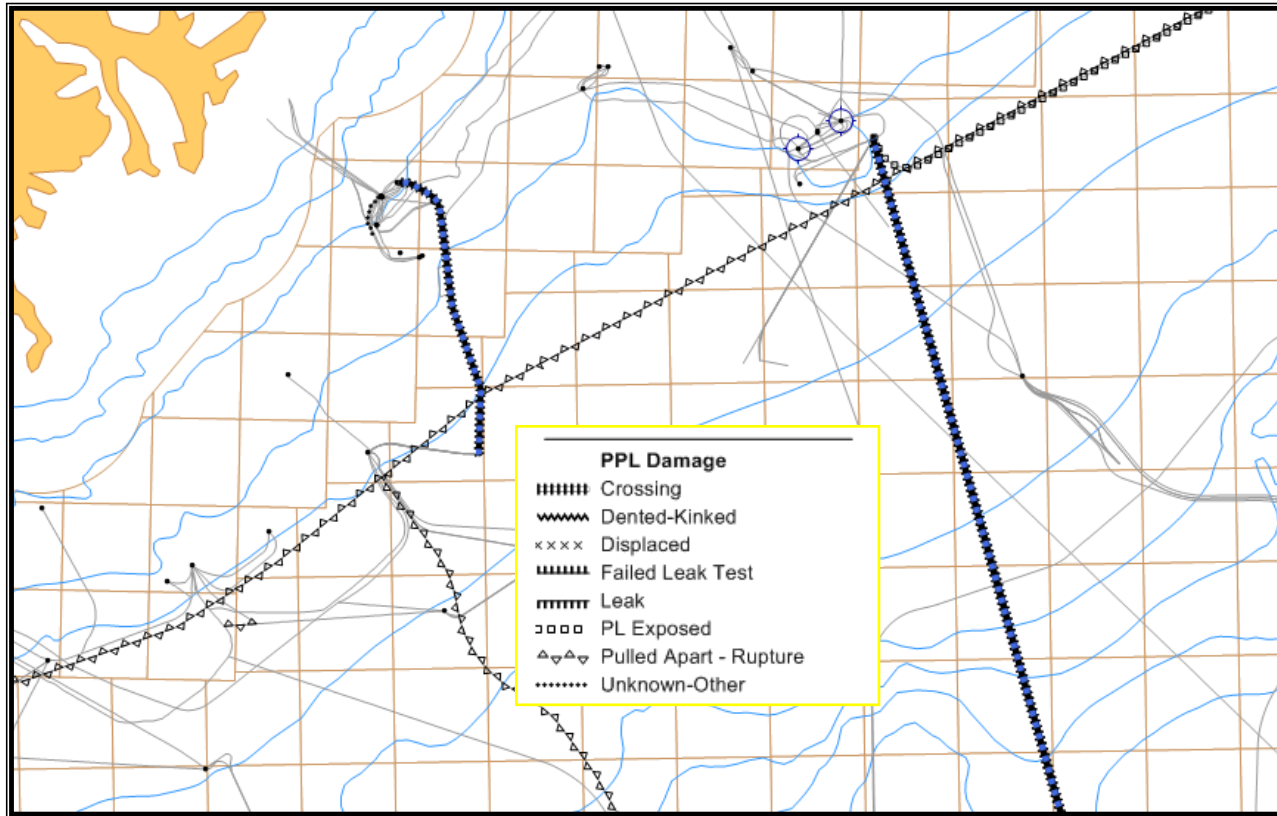 PPL Damage
Crossing
Dented-Kinked
Displaced
Failed Leak Test
Leak
PL Exposed
Pulled Apart - Rupture
Unknown-Other